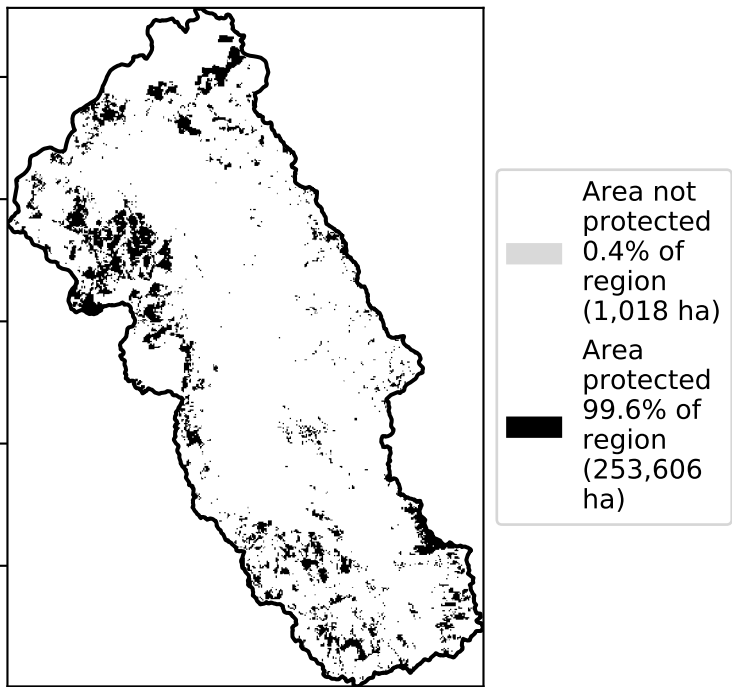 Area not
protected
0.4% of
region
(1,018 ha)
Area
protected
99.6% of
region
(253,606
ha)